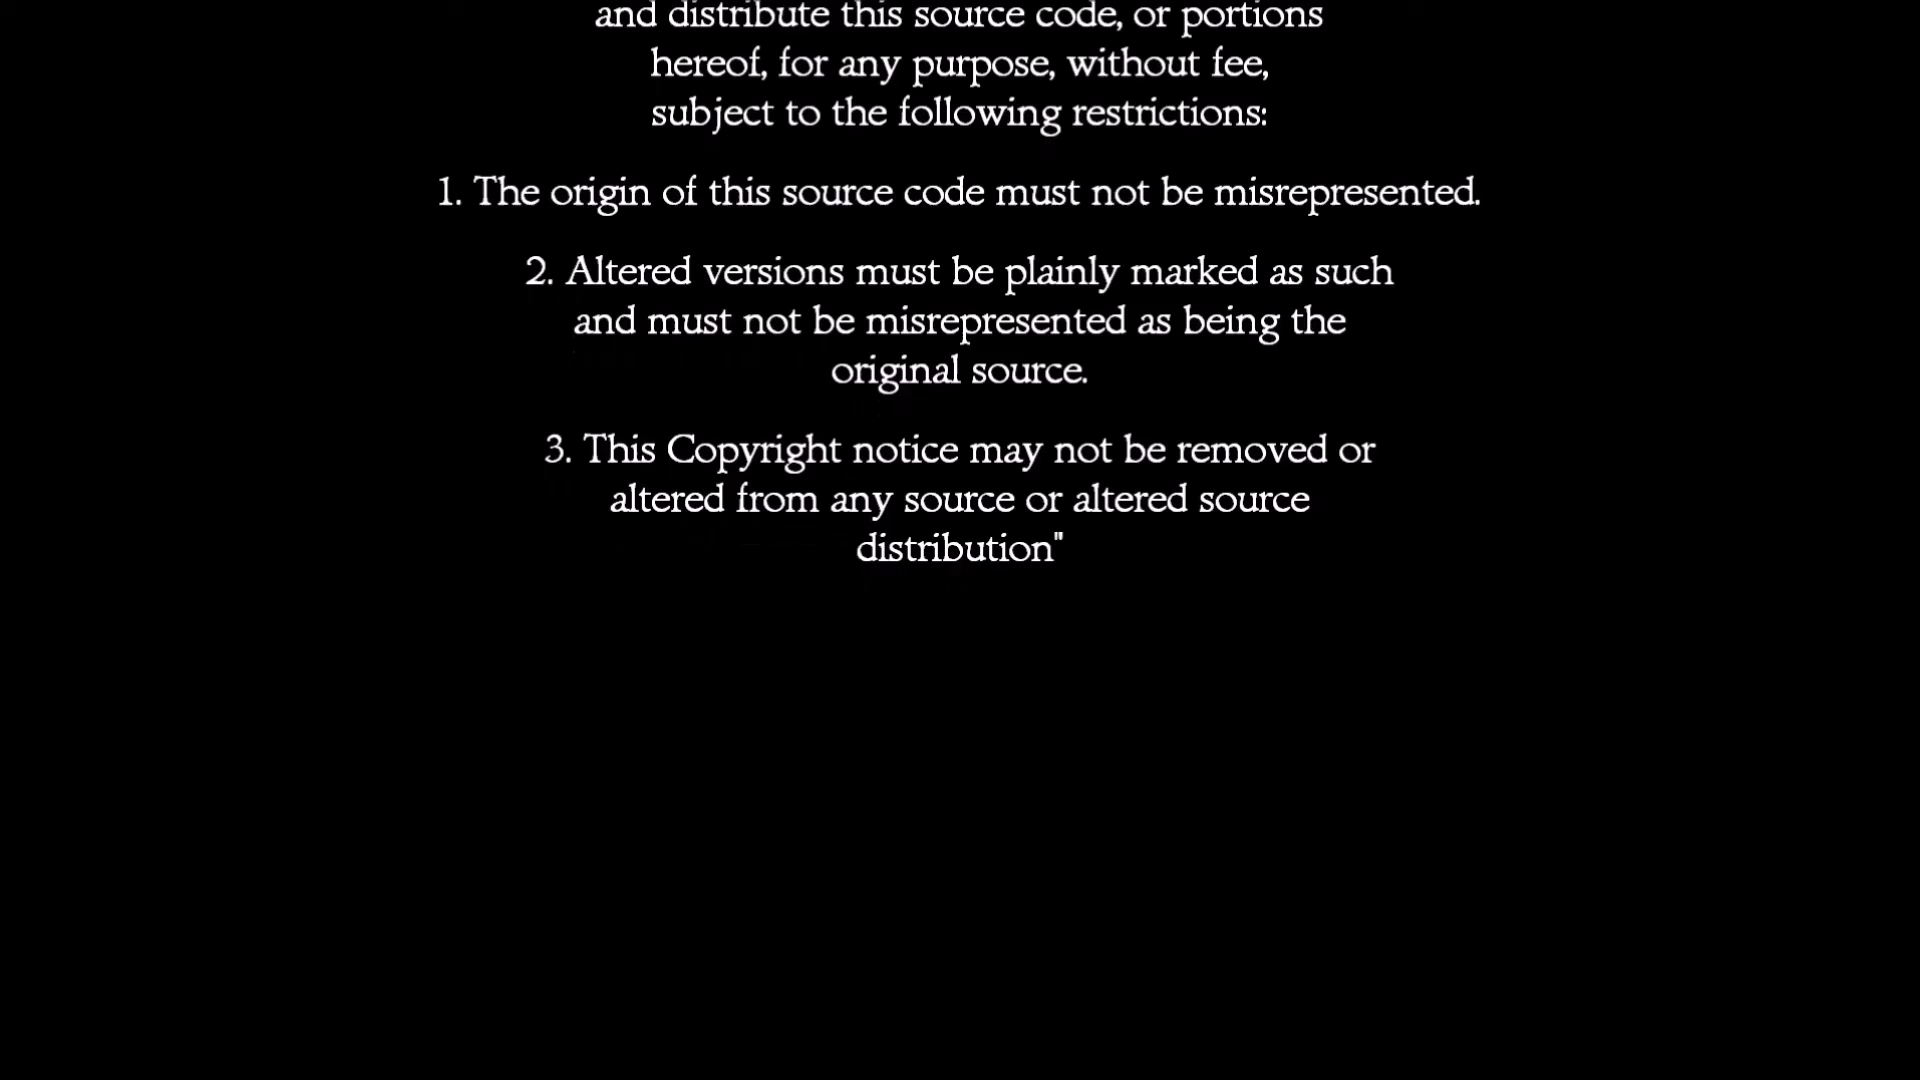 and distribute this source code, or portions
hereof, for any purpose, without fee,
subject to the following restrictions:
1. The origin of this source code must not be misrepresented.
2. Altered versions must be plainly marked as such
and must not be misrepresented as being the
original source.
3. This Copyright notice may not be removed or
altered from any source or altered source
distribution"